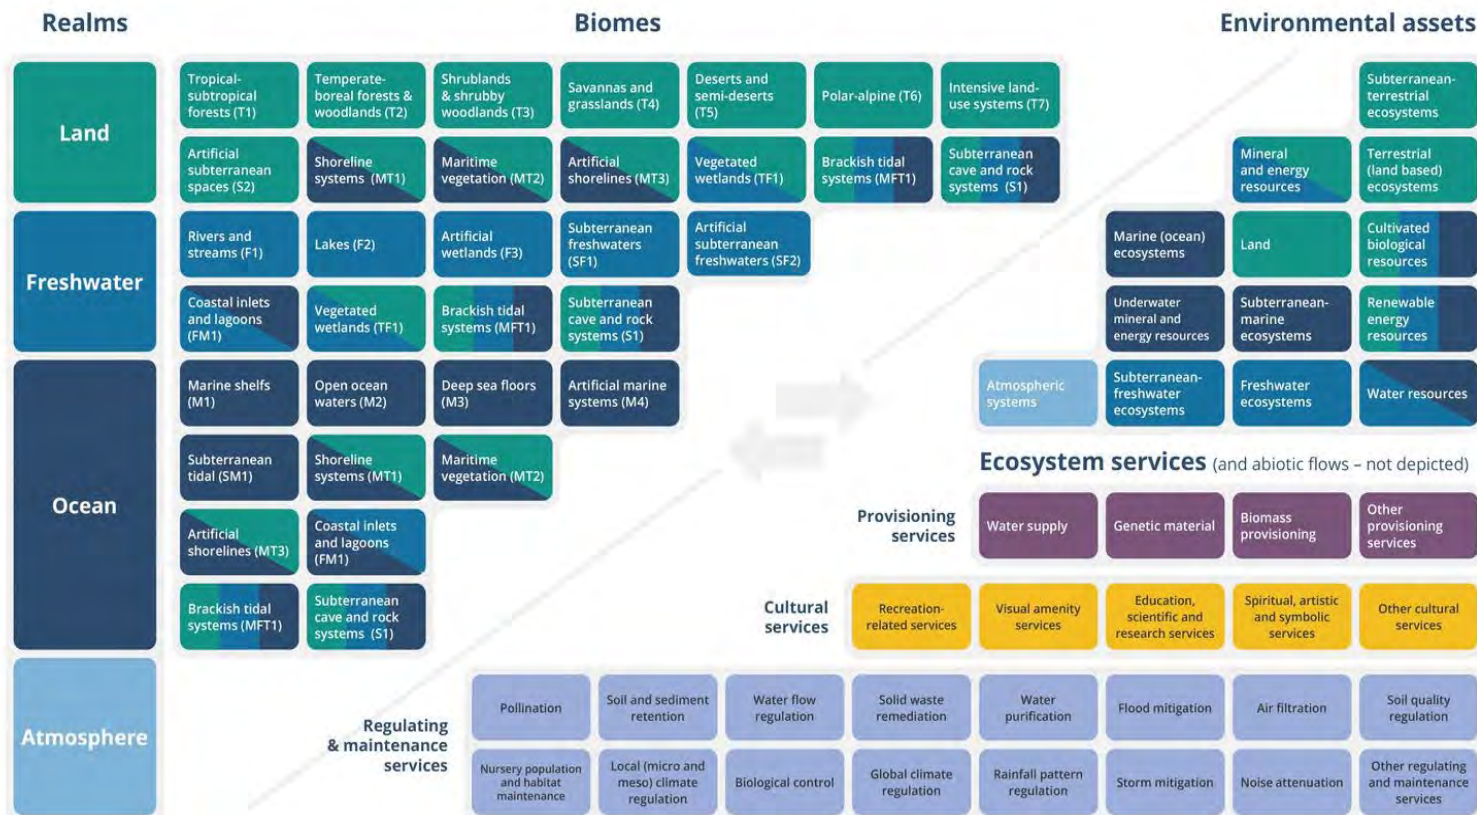 Realms
Biomes
Environmental assets
Land
Tropical-
subtropical
forests (T1)
Temperate-
boreal forests &
woodlands (T2)
Shrublands
& shrubby
woodlands (T3)
Savannas and
grasslands (T4)
Deserts and
semi-deserts
(T5)
Polar-alpine (T6)
Intensive land-
use systems (T7)
Artificial
subterranean
spaces (S2)
Shoreline
systems (MT1)
Maritime
vegetation (MT2)
Artificial
shorelines (MT3)
Vegetated
wetlands (TF1)
Brackish tidal
systems (MFT1)
Subterranean
cave and rock
systems (S1)
Freshwater
Rivers and
streams (F1)
Lakes (F2)
Artificial
wetlands (F3)
Subterranean
freshwaters
(SF1)
Artificial
subterranean
freshwaters (SF2)
Coastal inlets
and lagoons
(FM1)
Vegetated
wetlands (TF1)
Brackish tidal
systems (MFT1)
Subterranean
cave and rock
systems (S1)
Ocean
Marine shelfs
(M1)
Open ocean
waters (M2)
Deep sea floors
(M3)
Artificial marine
systems (M4)
Subterranean
tidal (SM1)
Shoreline
systems (MT1)
Maritime
vegetation (MT2)
Artificial
shorelines (MT3)
Coastal inlets
and lagoons
(FM1)
Brackish tidal
systems (MFT1)
Subterranean
cave and rock
systems (S1)
Atmosphere
Subterranean-
terrestrial
ecosystems
Mineral
and energy
resources
Terrestrial
(land based)
ecosystems
Marine (ocean)
ecosystems
Land
Cultivated
biological
resources
Underwater
mineral and
energy resources
Subterranean-
marine
ecosystems
Renewable
energy
resources
Atmospheric
systems
Subterranean-
freshwater
ecosystems
Freshwater
ecosystems
Water resources
Ecosystem services (and abiotic flows – not depicted)
Provisioning
services
Water supply
Genetic material
Biomass
provisioning
Other
provisioning
services
Cultural
services
Recreation-
related services
Visual amenity
services
Education,
scientific and
research services
Spiritual, artistic
and symbolic
services
Other cultural
services
Regulating
& maintenance
services
Pollination
Soil and sediment
retention
Water flow
regulation
Solid waste
remediation
Water
purification
Flood mitigation
Air filtration
Soil quality
regulation
Nursery population
and habitat
maintenance
Local (micro and
meso) climate
regulation
Biological control
Global climate
regulation
Rainfall pattern
regulation
Storm mitigation
Noise attenuation
Other regulating
and maintenance
services